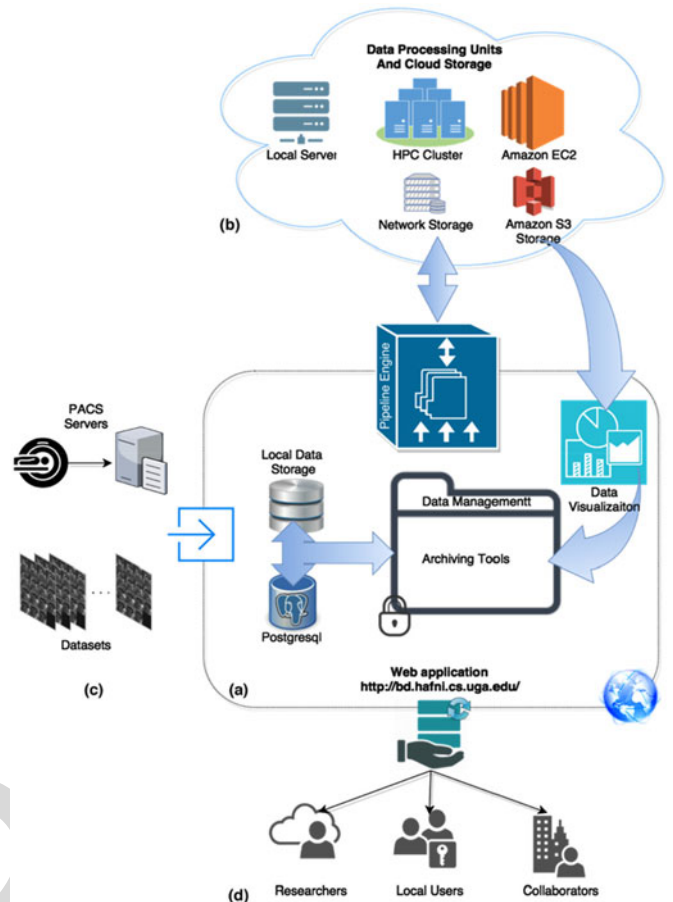 Data Processing Units
And Cloud Storage
Local Server
HPC Cluster
Amazon EC2
Network Storage
Amazon S3
Storage
(b)
Pipeline Engine
PACS
Servers
Local Data
Storage
Data Managementt
Data
Visualizaiton
Archiving Tools
Postgresql
Datasets
(c)
(a)
Web application
http://bd.hafni.cs.uga.edu/
Researchers
Local Users
Collaborators
(d)